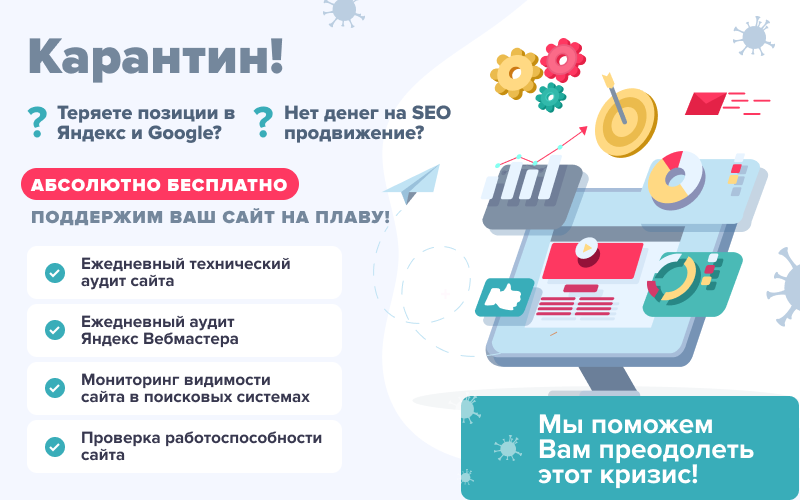 Карантин!
Теряете позиции в
Яндекс и Google?
Нет денег на SEO
продвижение?
АБСОЛЮТНО БЕСПЛАТНО
ПОДДЕРЖИМ ВАШ САЙТ НА ПЛАВУ!
Ежедневный технический
аудит сайта
Ежедневный аудит
Яндекс Вебмастера
Мониторинг видимости
сайта в поисковых системах
Проверка работоспособности
сайта
Мы поможем
Вам преодолеть
этот кризис!